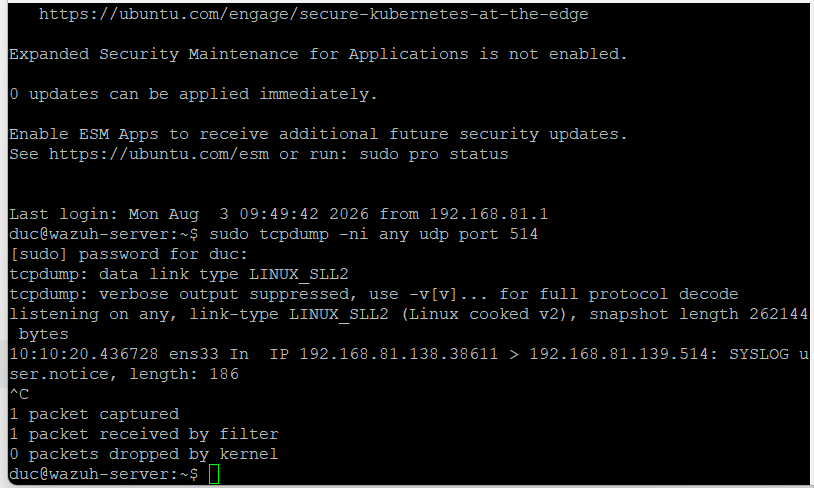 https://ubuntu.com/engage/secure-kubernetes-at-the-edge
Expanded Security Maintenance for Applications is not enabled.
0 updates can be applied immediately.
Enable ESM Apps to receive additional future security updates.
See https://ubuntu.com/esm or run: sudo pro status
Last login: Mon Aug  3 09:49:42 2026 from 192.168.81.1
duc@wazuh-server:~$ sudo tcpdump -ni any udp port 514
[sudo] password for duc:
tcpdump: data link type LINUX_SLL2
tcpdump: verbose output suppressed, use -v[v]... for full protocol decode
listening on any, link-type LINUX_SLL2 (Linux cooked v2), snapshot length 262144
 bytes
10:10:20.436728 ens33 In  IP 192.168.81.138.38611 > 192.168.81.139.514: SYSLOG u
ser.notice, length: 186
^C
1 packet captured
1 packet received by filter
0 packets dropped by kernel
duc@wazuh-server:~$